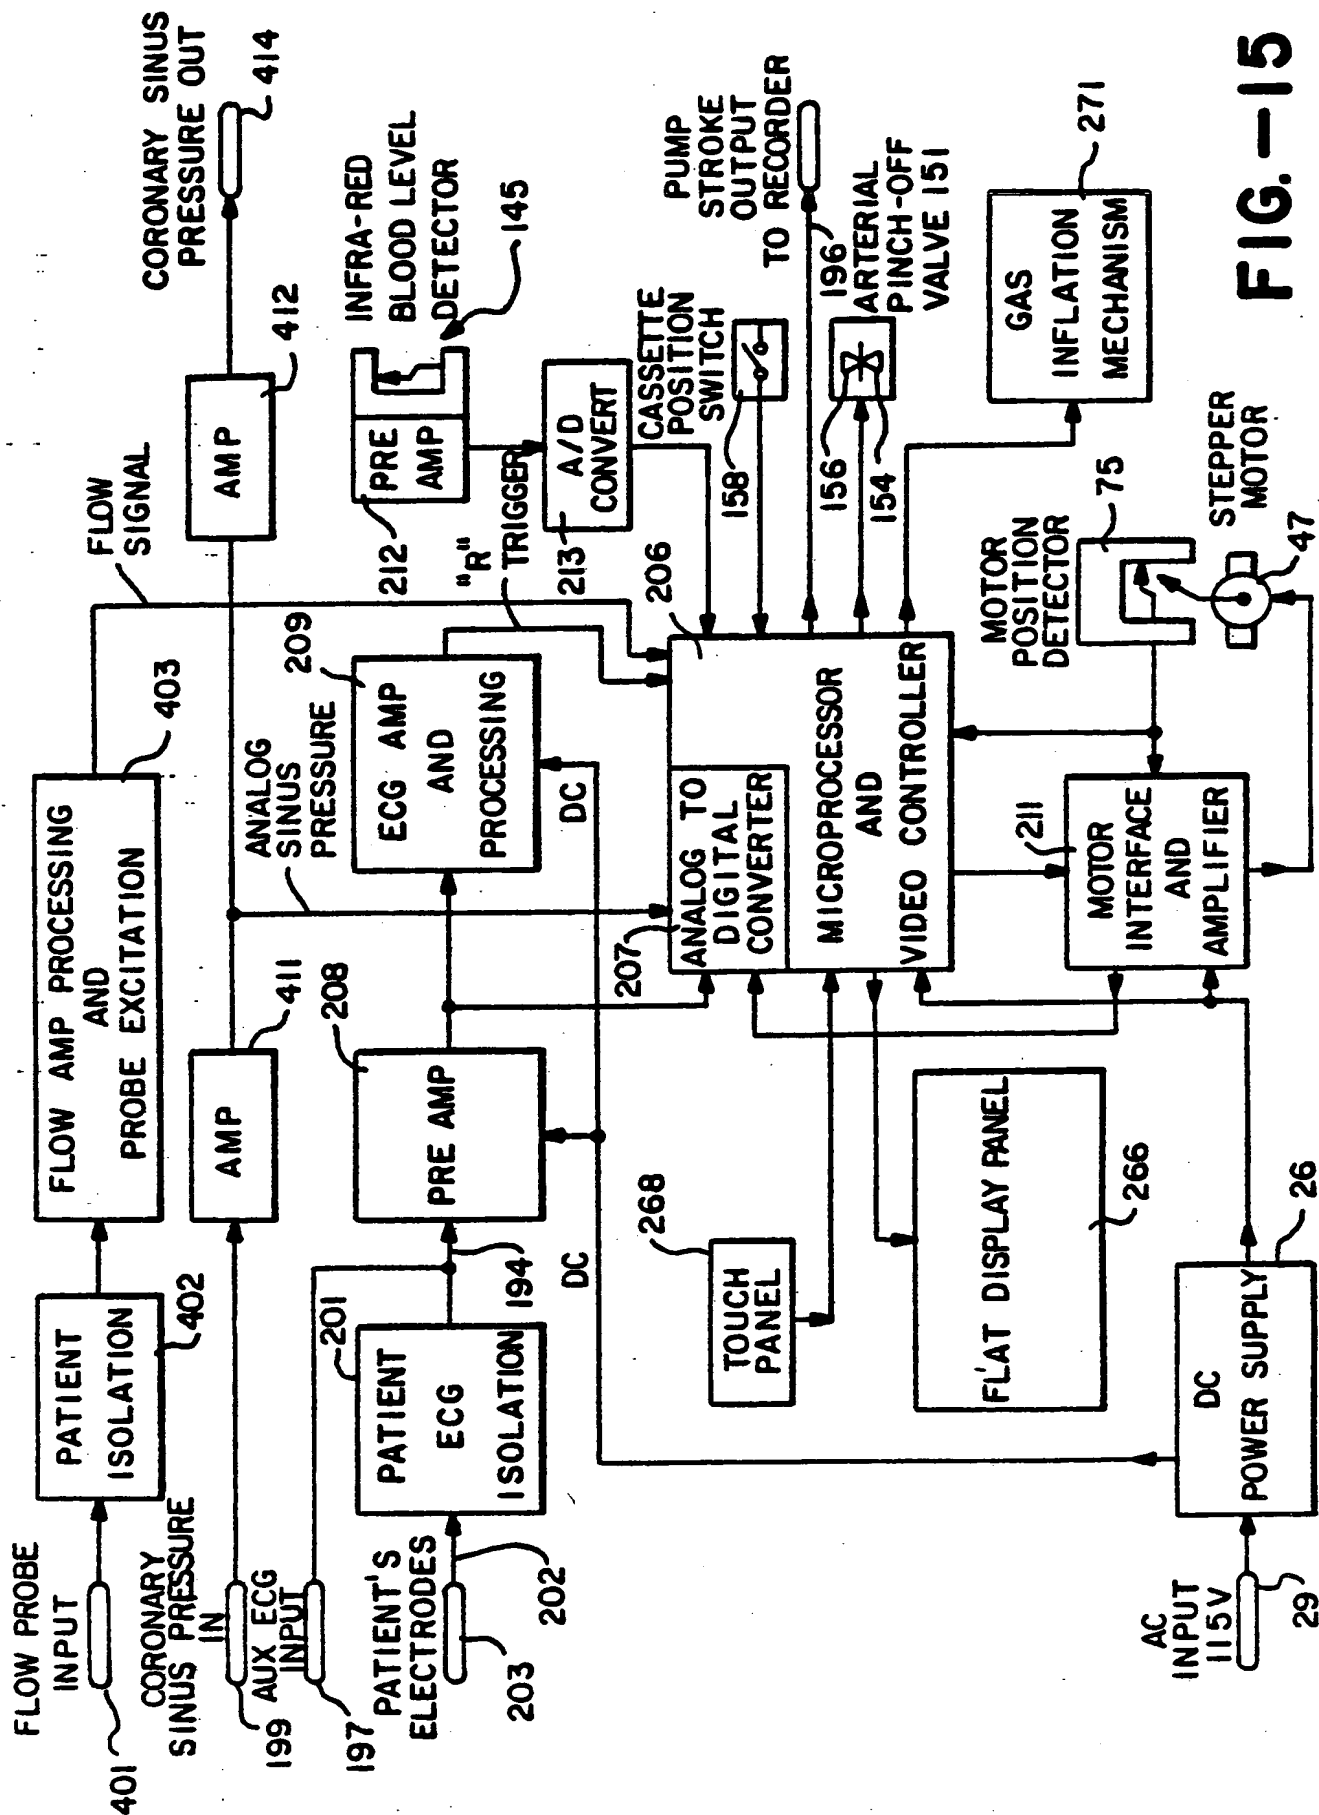 FLOW PROBE
INPUT
401
PATIENT
ISOLATION
402
FLOW AMP PROCESSING
AND
PROBE EXCITATION
403
FLOW
SIGNAL
CORONARY
SINUS PRESSURE
IN
199
AMP
411
ANALOG
SINUS
PRESSURE
AMP
412
CORONARY SINUS
PRESSURE OUT
414
AUX ECG
INPUT
197
PATIENT'S
ELECTRODES
203
202
PATIENT
ECG
ISOLATION
201
194
PRE AMP
208
DC
ECG AMP
AND
PROCESSING
209
DC
"R"
TRIGGER
PRE
AMP
212
INFRA-RED
BLOOD LEVEL
DETECTOR
145
A/D
CONVERT
213
CASSETTE
POSITION
SWITCH
158
PUMP
STROKE
OUTPUT
TO RECORDER
196
ARTERIAL
PINCH-OFF
VALVE 151
156
154
206
207
ANALOG TO
DIGITAL
CONVERTER
MICROPROCESSOR
AND
VIDEO CONTROLLER
GAS
INFLATION
MECHANISM
271
TOUCH
PANEL
268
FLAT DISPLAY PANEL
266
MOTOR
POSITION
DETECTOR
75
STEPPER
MOTOR
47
MOTOR
INTERFACE
AND
AMPLIFIER
211
AC
INPUT
115V
29
DC
POWER SUPPLY
26
FIG.—15